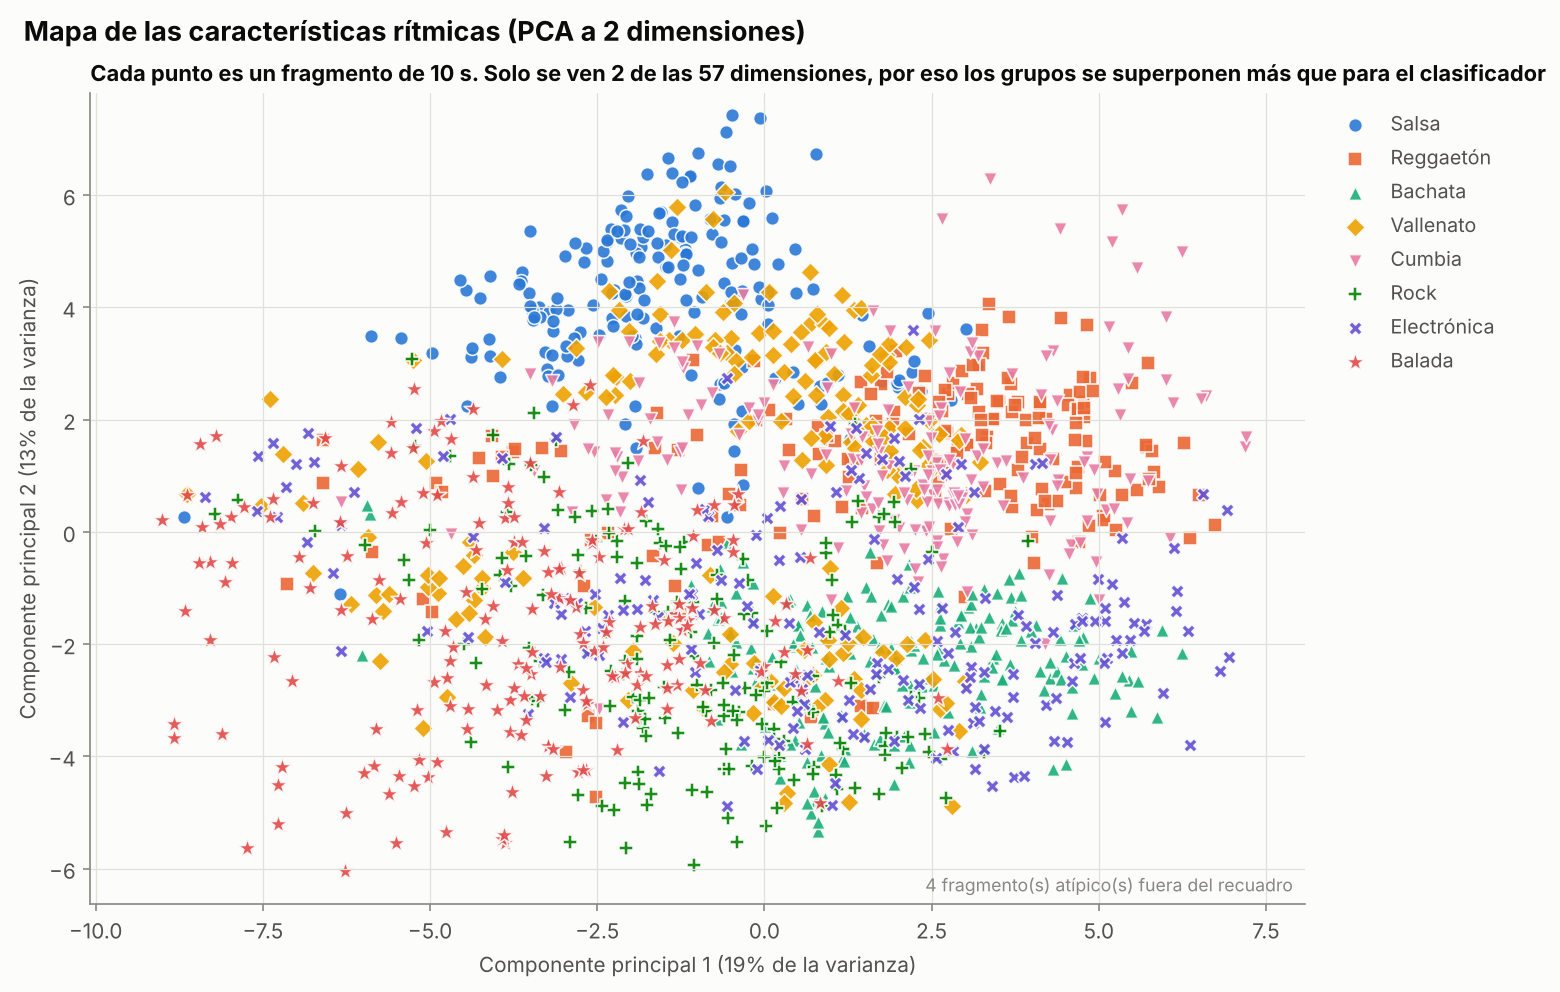 Mapa de las características rítmicas (PCA a 2 dimensiones)
Cada punto es un fragmento de 10 s. Solo se ven 2 de las 57 dimensiones, por eso los grupos se superponen más que para el clasificador
Salsa
Reggaetón
Bachata
Vallenato
Cumbia
Rock
Electrónica
Balada
Componente principal 2 (13% de la varianza)
6
4
2
0
−2
−4
−6
4 fragmento(s) atípico(s) fuera del recuadro
−10.0
−7.5
−5.0
−2.5
0.0
2.5
5.0
7.5
Componente principal 1 (19% de la varianza)